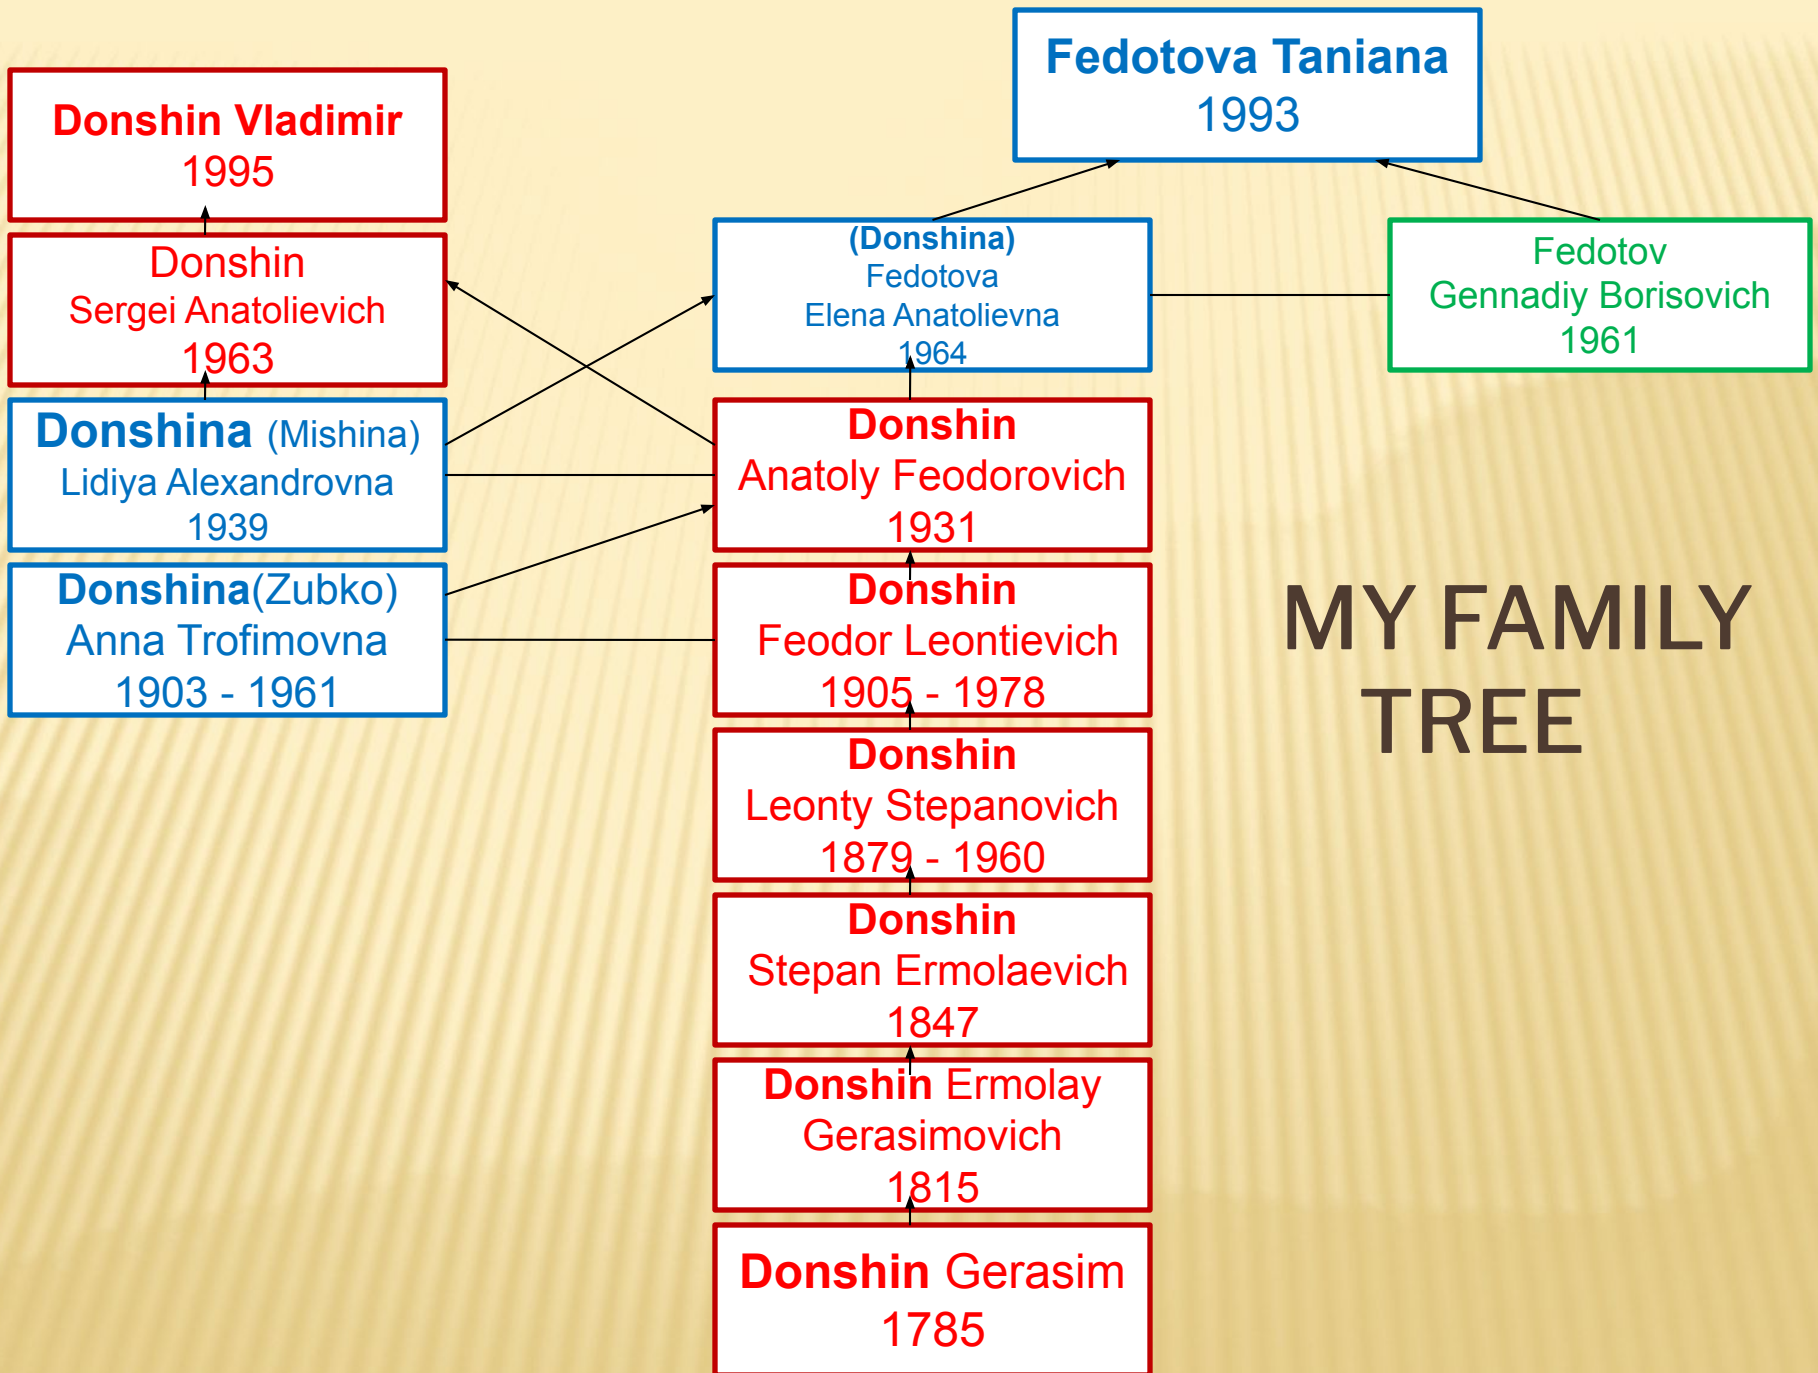 Fedotova Taniana
1993
Donshin Vladimir
1995
Donshin
Sergei Anatolievich
1963
(Donshina)
Fedotova
Elena Anatolievna
1964
Fedotov
Gennadiy Borisovich
1961
Donshina (Mishina)
Lidiya Alexandrovna
1939
Donshin
Anatoly Feodorovich
1931
Donshina(Zubko)
Anna Trofimovna
1903 - 1961
Donshin
Feodor Leontievich
1905 - 1978
MY FAMILY
TREE
Donshin
Leonty Stepanovich
1879 - 1960
Donshin
Stepan Ermolaevich
1847
Donshin Ermolay
Gerasimovich
1815
Donshin Gerasim
1785